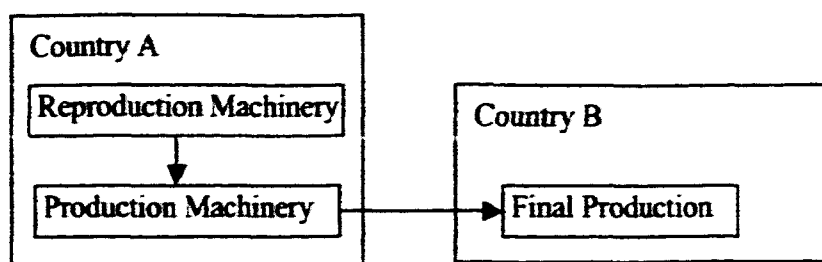 Country A
Reproduction Machinery
Production Machinery
Country B
Final Production